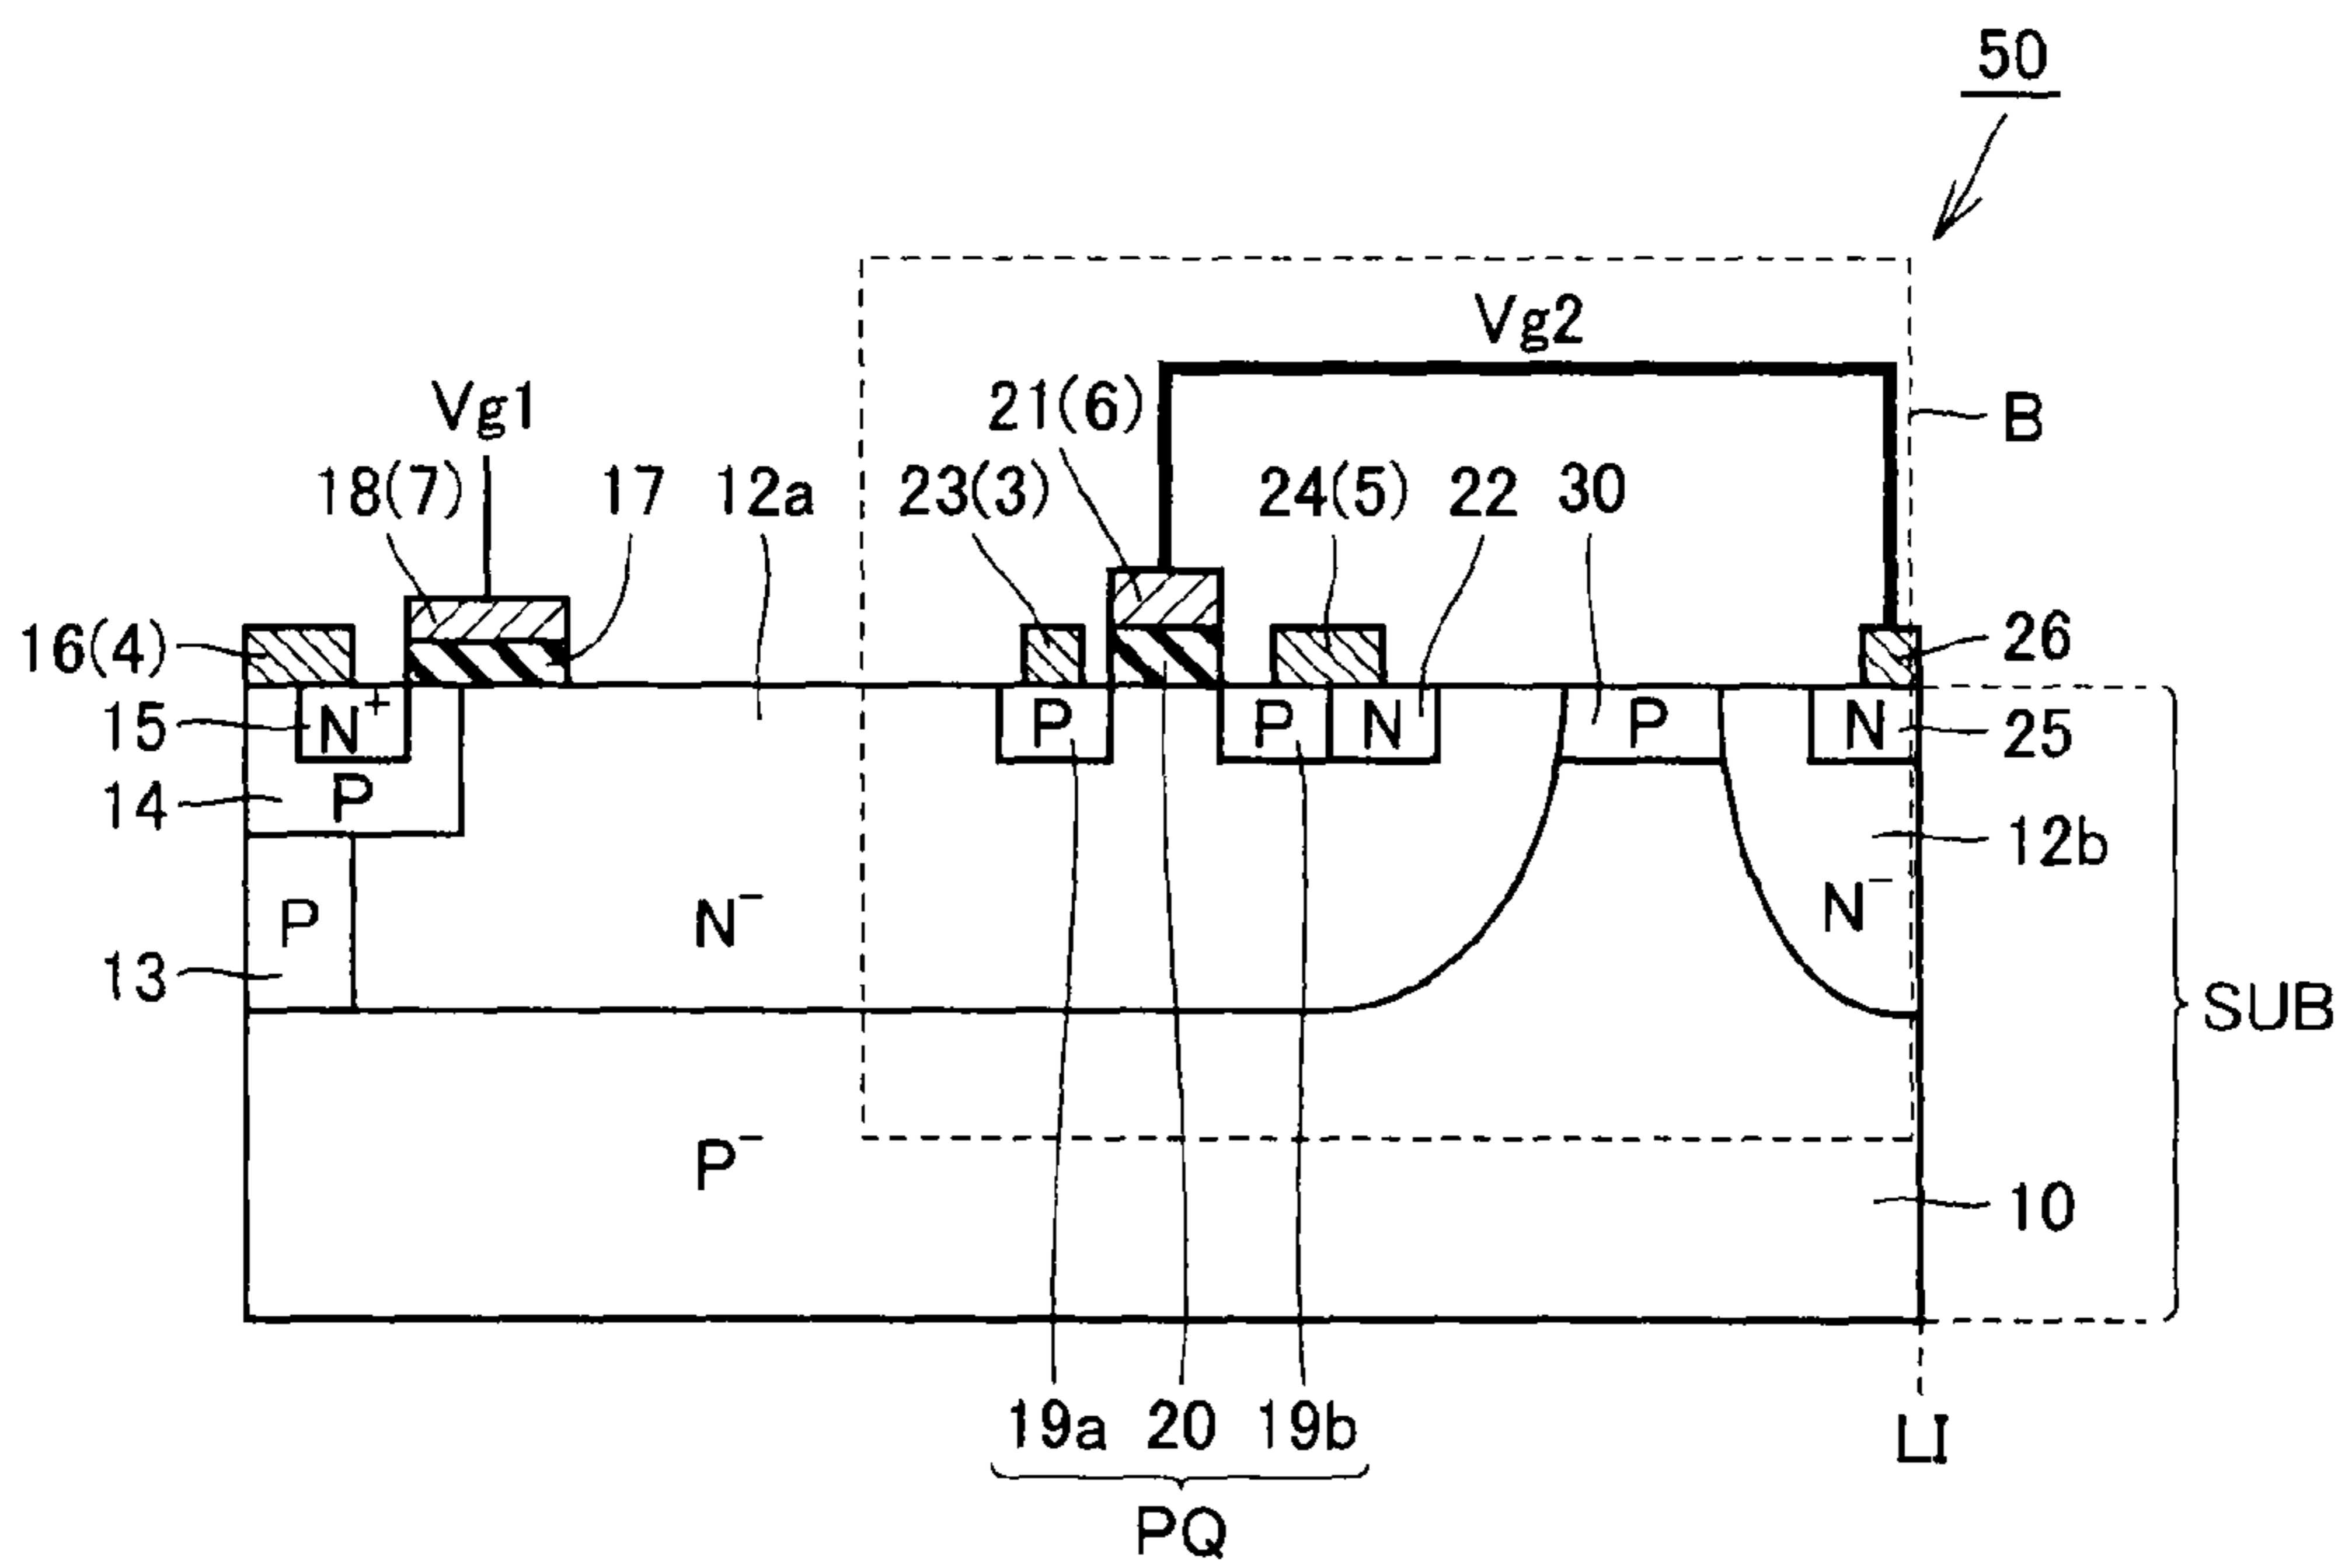 50
Vg2
Vg1
21(6)
B
18(7)
17
12a
23(3)
24(5)
22
30
16(4)
26
15
N+
P
P
N
P
N
25
14
P
12b
P
N−
N−
13
SUB
P−
10
19a
20
19b
LI
PQ